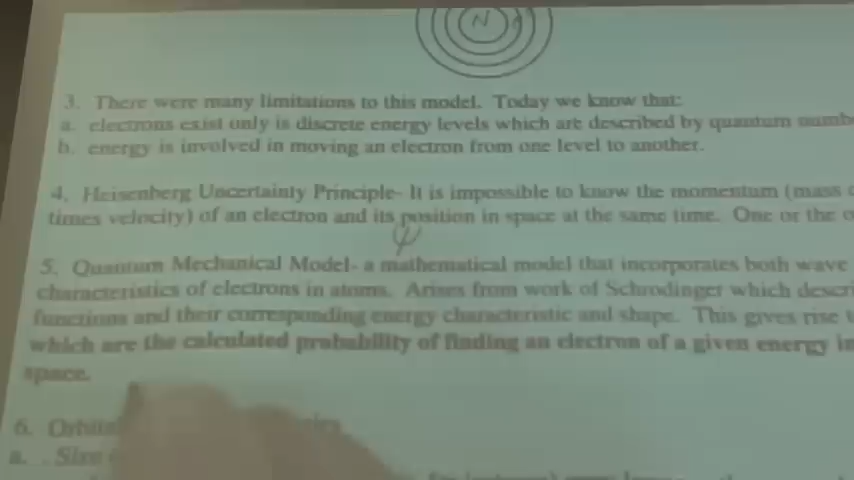 N
3. There were many limitations to this model. Today we know that:
a. electrons exist only is discrete energy levels which are described by quantum numbe
b. energy is involved in moving an electron from one level to another.
4. Heisenberg Uncertainty Principle- It is impossible to know the momentum (mass
times velocity) of an electron and its position in space at the same time. One or the o
ψ
5. Quantum Mechanical Model- a mathematical model that incorporates both wave
characteristics of electrons in atoms. Arises from work of Schrodinger which descri
functions and their corresponding energy characteristic and shape. This gives rise t
which are the calculated probability of finding an electron of a given energy in
space.
6. Orbital
a. Size